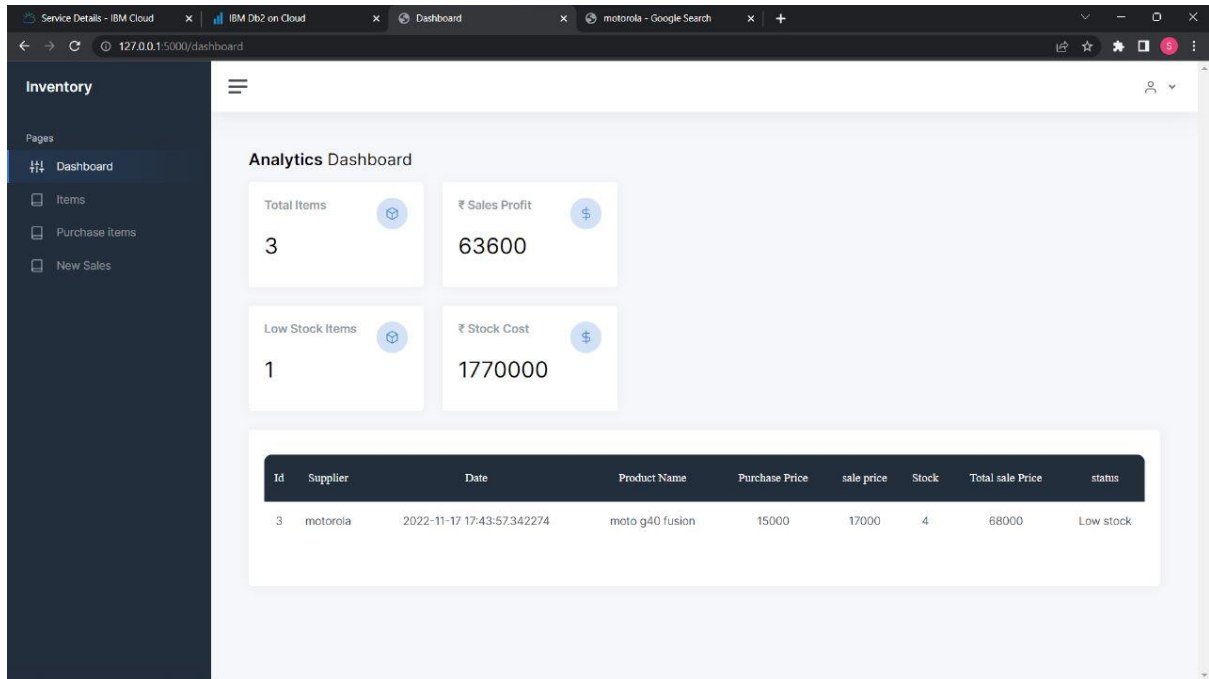 Service Details - IBM Cloud
IBM Db2 on Cloud
Dashboard
motorola - Google Search
127.0.0.1:5000/dashboard
S
Inventory
Pages
Dashboard
Items
Purchase items
New Sales
Analytics Dashboard
Total Items
3
₹ Sales Profit
$
63600
Low Stock Items
1
₹ Stock Cost
$
1770000
Id Supplier Date Product Name Purchase Price sale price Stock Total sale Price status
3 motorola 2022-11-17 17:43:57.342274 moto g40 fusion 15000 17000 4 68000 Low stock